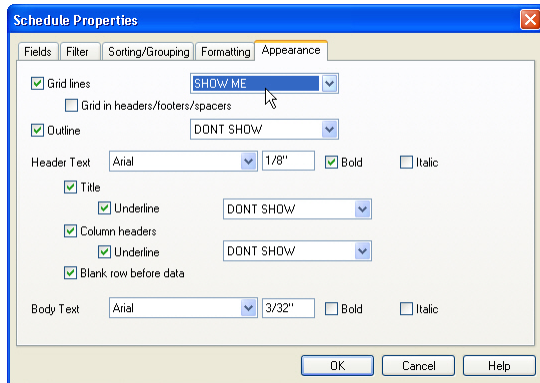 Schedule Properties
Fields Filter Sorting/Grouping Formatting Appearance
Grid lines SHOW ME
Grid in headers/footers/spacers
Outline DONT SHOW
Header Text Arial 1/8" Bold Italic
Title
Underline DONT SHOW
Column headers
Underline DONT SHOW
Blank row before data
Body Text Arial 3/32" Bold Italic
OK Cancel Help